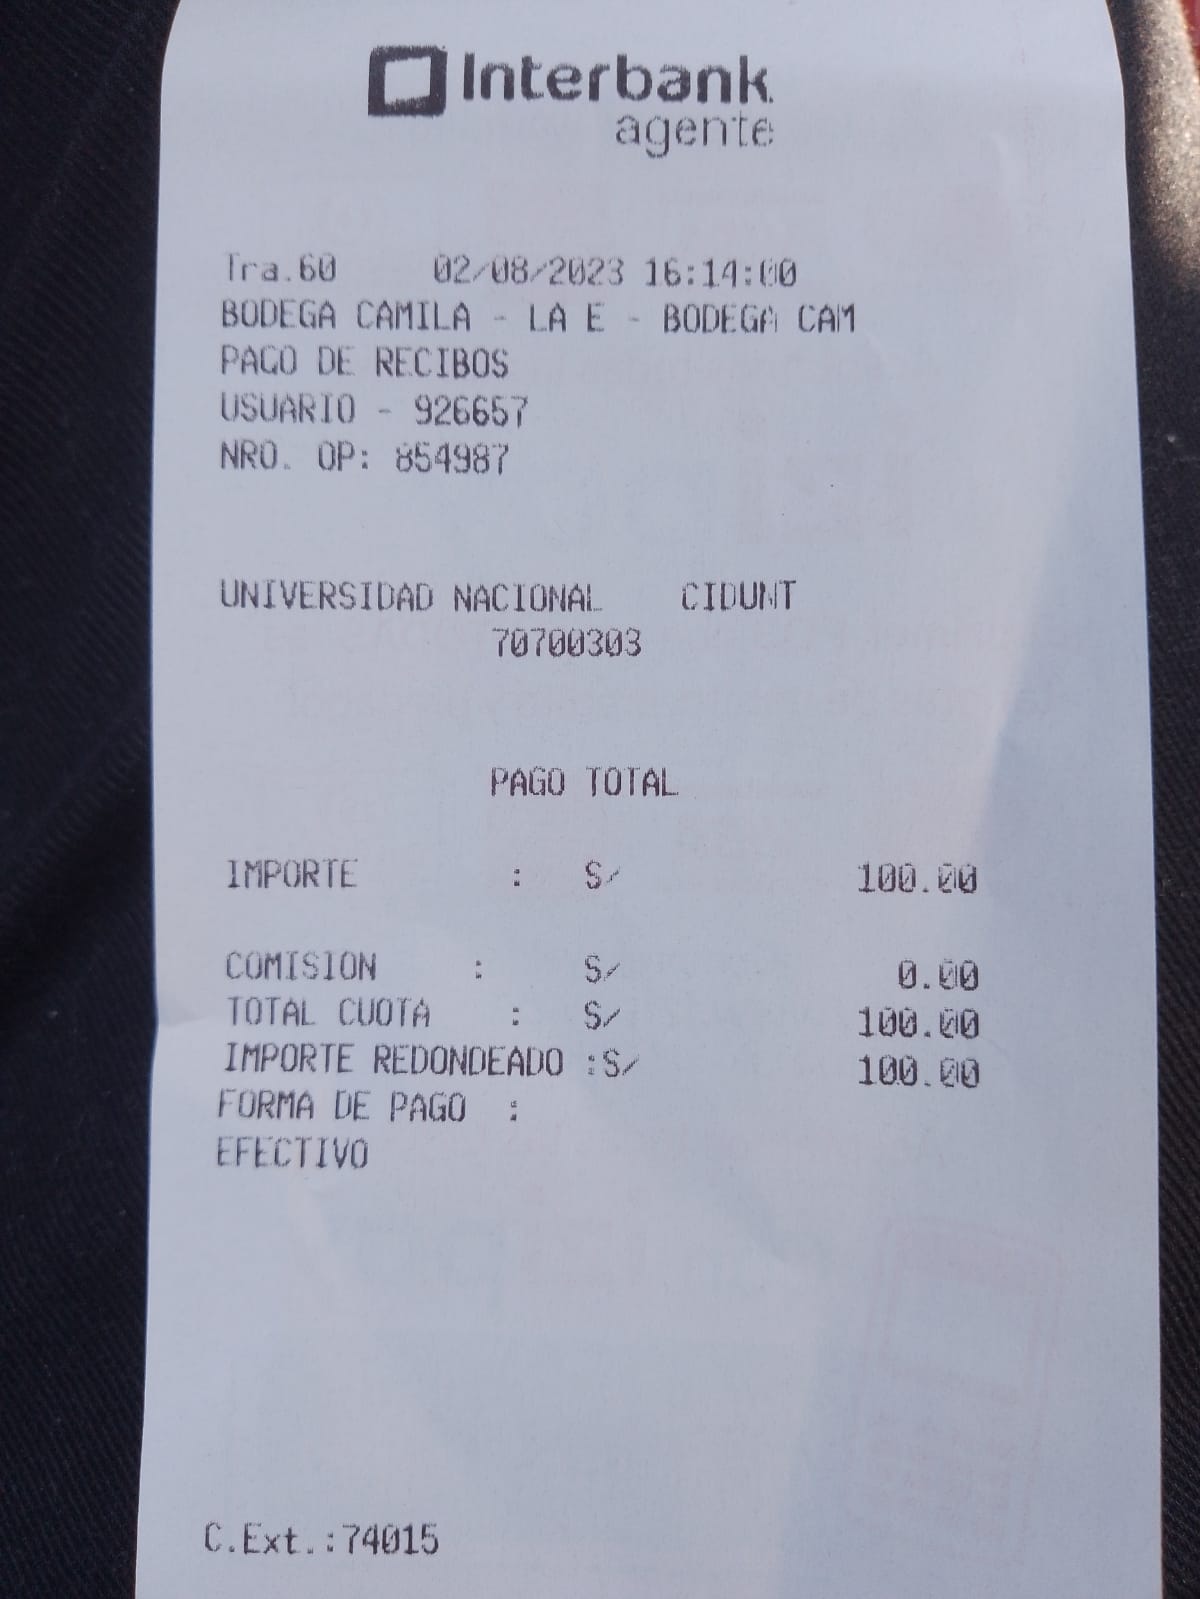 Interbank
agente
Tra.60 02/08/2023 16:14:00
BODEGA CAMILA - LA E - BODEGA CAM
PAGO DE RECIBOS
USUARIO - 926657
NRO. OP: 854987
UNIVERSIDAD NACIONAL CIDUNT
70700303
PAGO TOTAL
IMPORTE : S/ 100.00
COMISION : S/ 0.00
TOTAL CUOTA : S/ 100.00
IMPORTE REDONDEADO :S/ 100.00
FORMA DE PAGO :
EFECTIVO
C.Ext.:74015